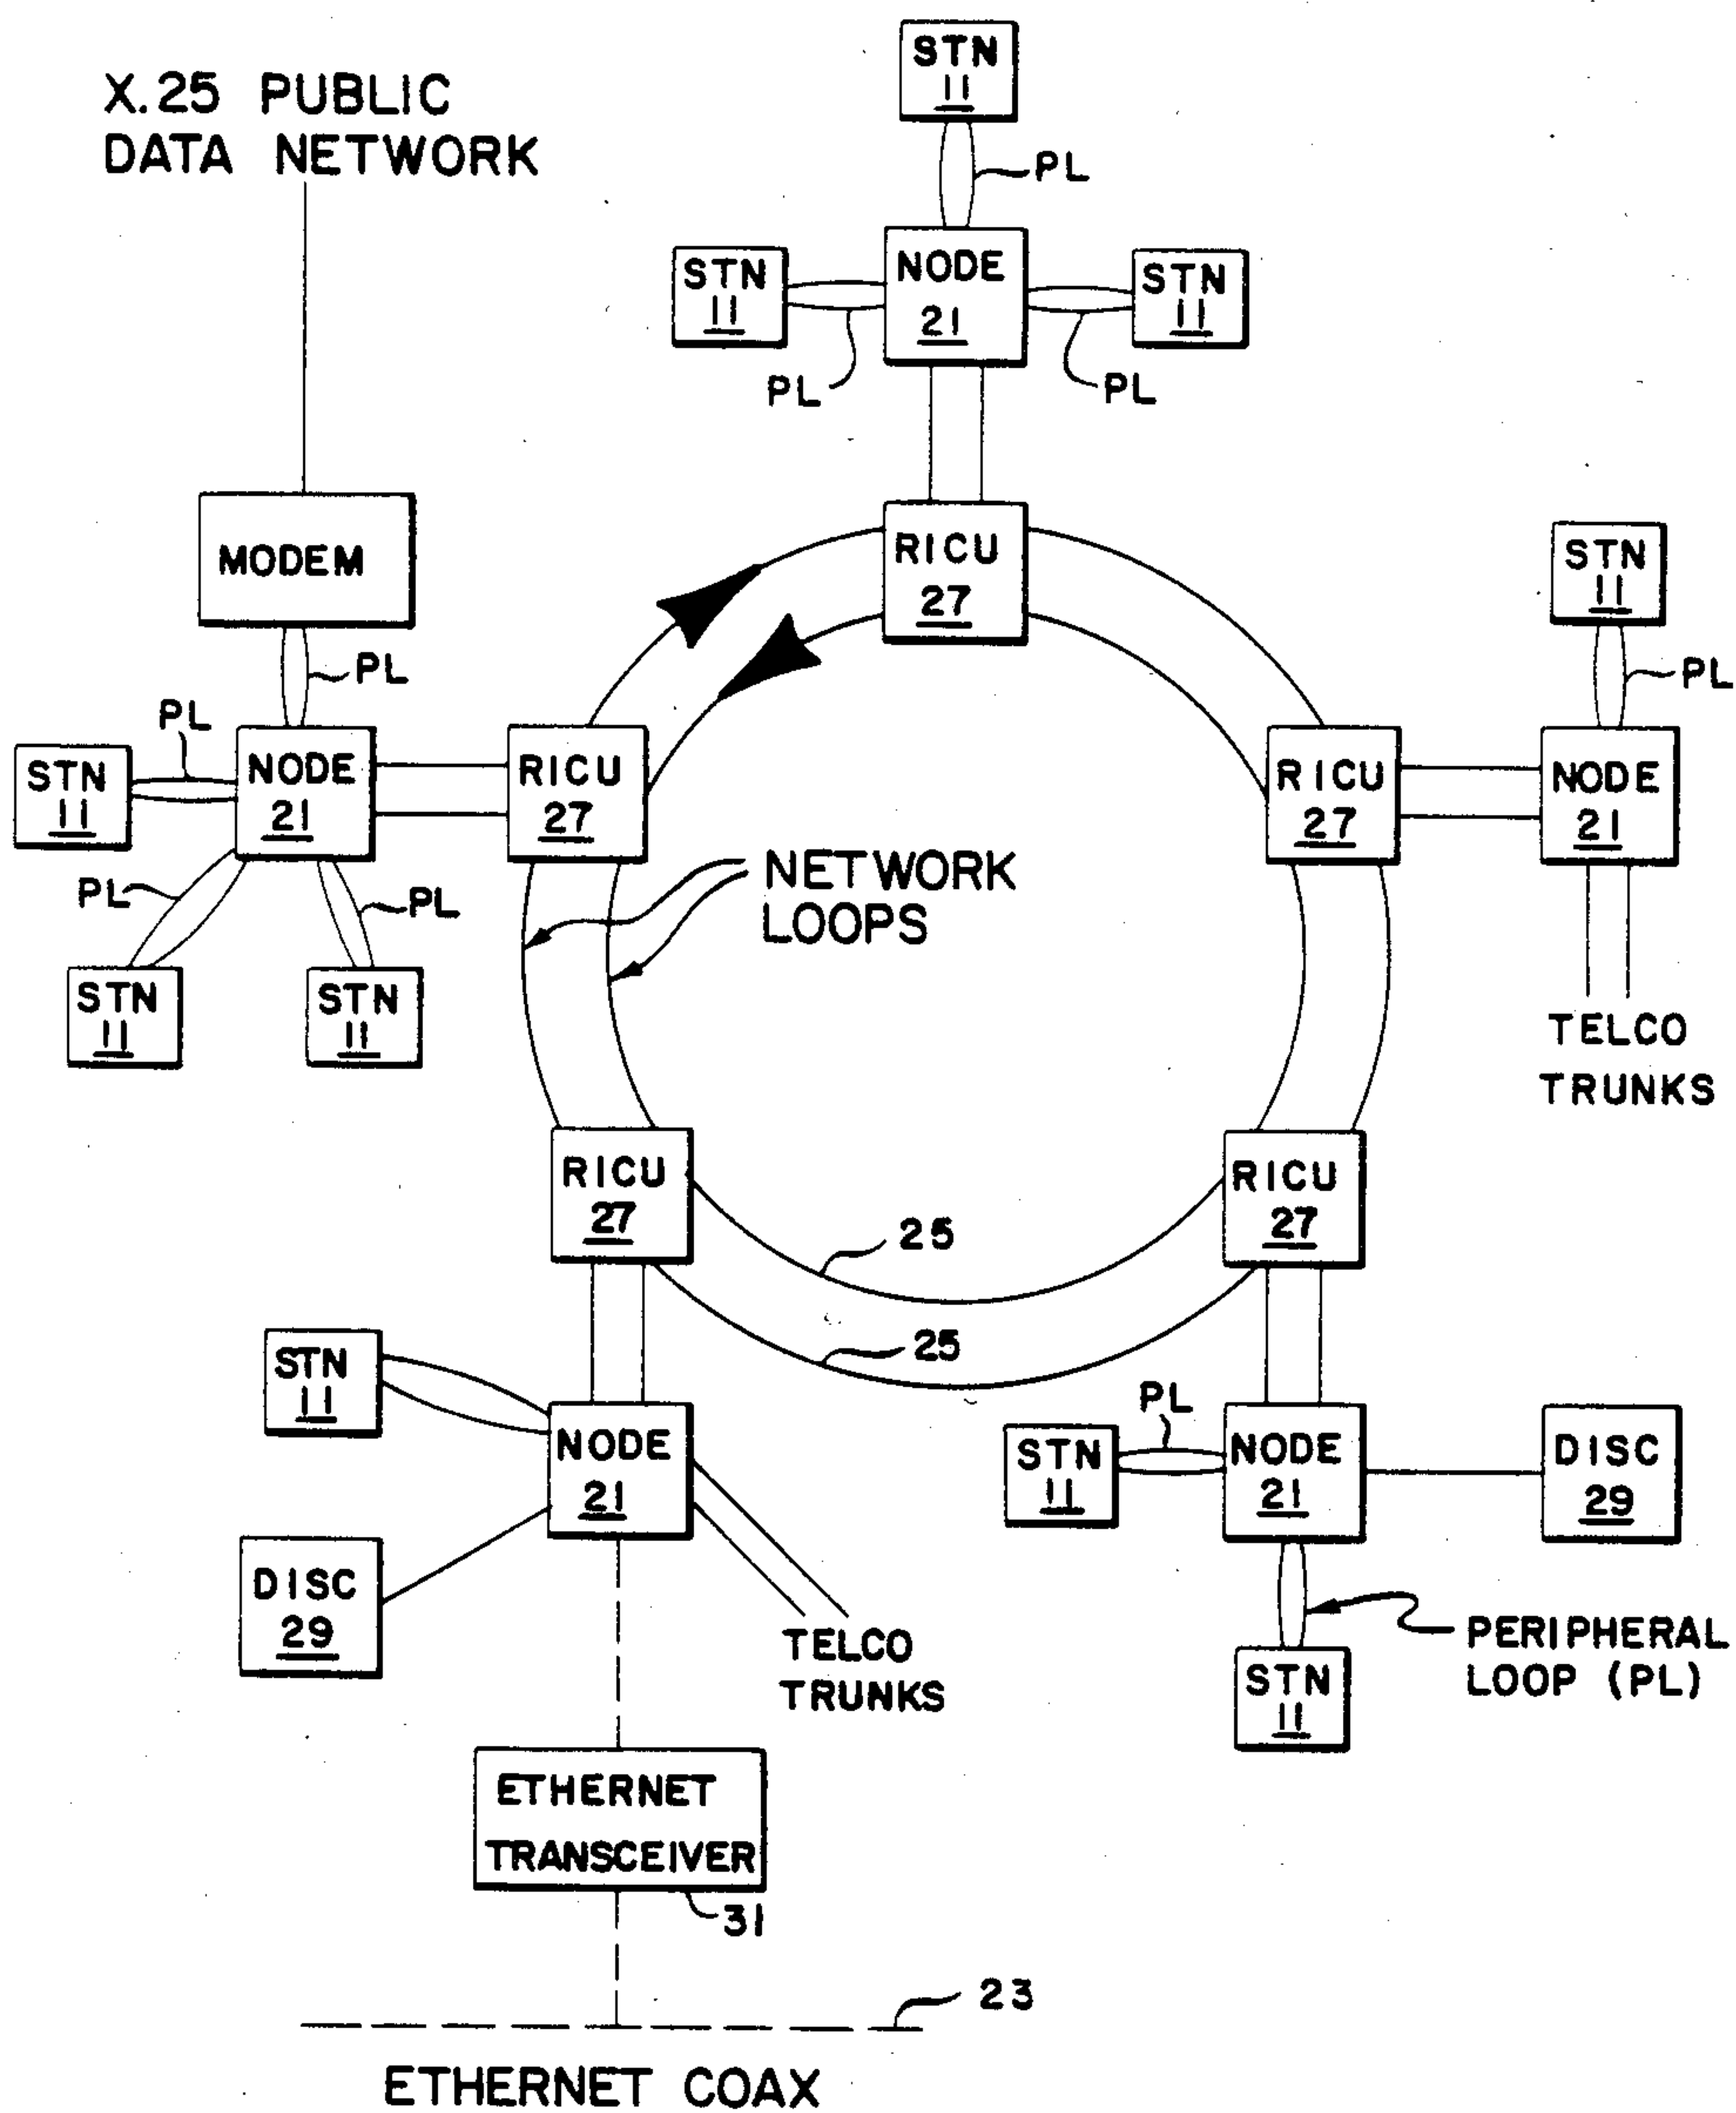 STN
11
X.25 PUBLIC
DATA NETWORK
PL
STN
11
NODE
21
STN
11
PL
PL
MODEM
RICU
27
STN
11
PL
PL
PL
STN
11
NODE
21
RICU
27
RICU
27
NODE
21
PL
PL
NETWORK
LOOPS
STN
11
STN
11
TELCO
TRUNKS
RICU
27
RICU
27
25
25
STN
11
NODE
21
PL
STN
11
NODE
21
DISC
29
DISC
29
TELCO
TRUNKS
PERIPHERAL
LOOP (PL)
STN
11
ETHERNET
TRANSCEIVER
31
23
ETHERNET COAX